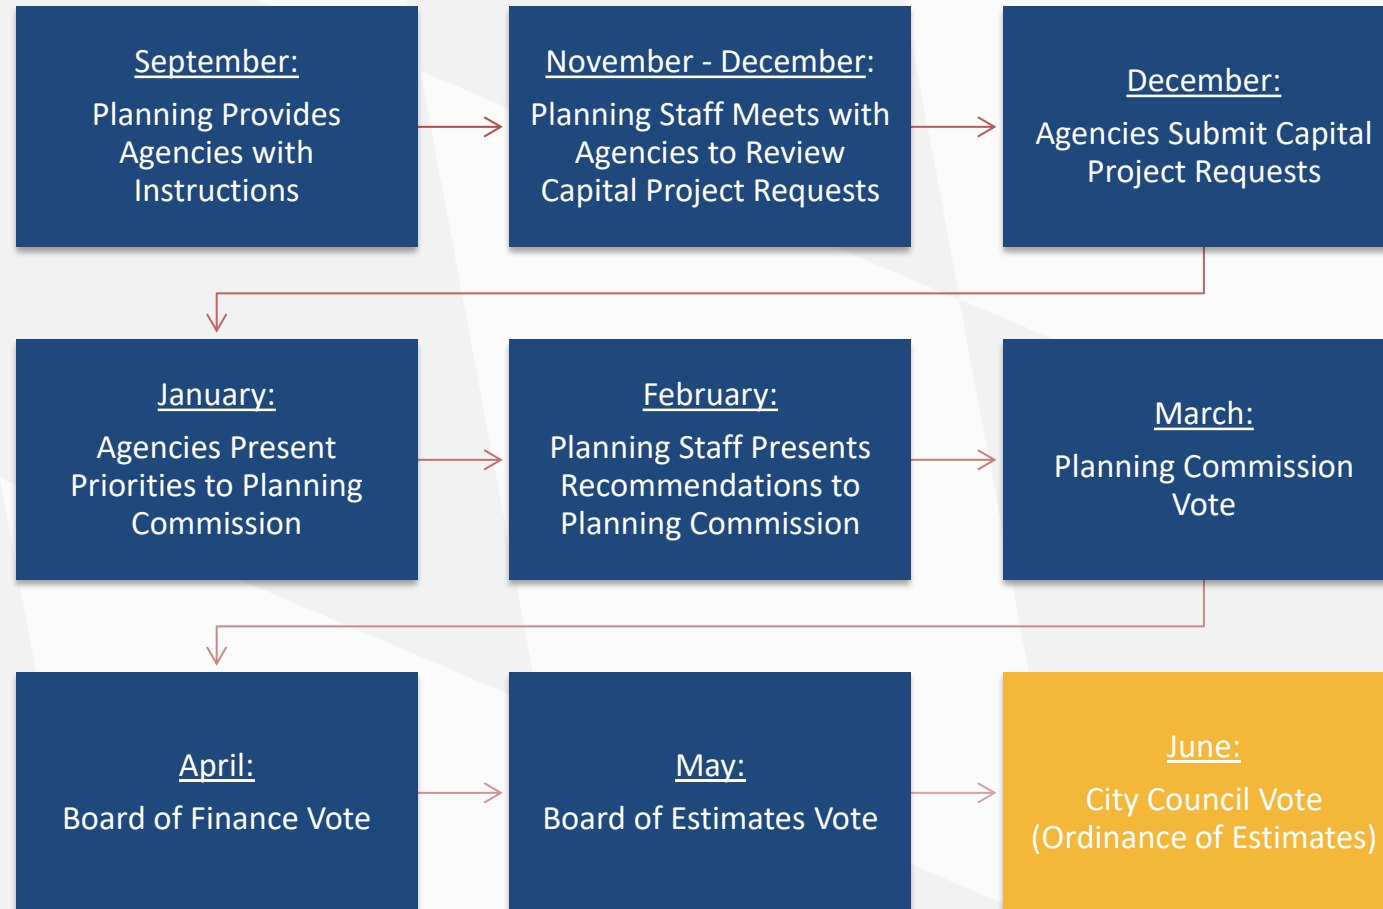 September:
Planning Provides
Agencies with
Instructions
November - December:
Planning Staff Meets with
Agencies to Review
Capital Project Requests
December:
Agencies Submit Capital
Project Requests
January:
Agencies Present
Priorities to Planning
Commission
February:
Planning Staff Presents
Recommendations to
Planning Commission
March:
Planning Commission
Vote
April:
Board of Finance Vote
May:
Board of Estimates Vote
June:
City Council Vote
(Ordinance of Estimates)